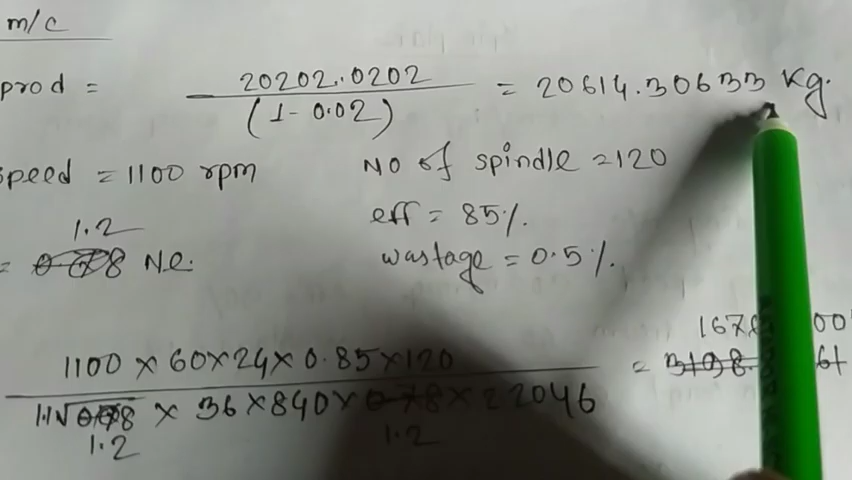 m/c
prod = 20202.0202 / (1-0.02) = 20614.30633 Kg.
speed = 1100 rpm No of spindle = 120
1.2 eff = 85%.
= Ne. wastage = 0.5%.
1100 × 60 × 24 × 0.85 × 120 / 1.1√1.2 × 36 × 840 × 1.2 × 2.2046 =